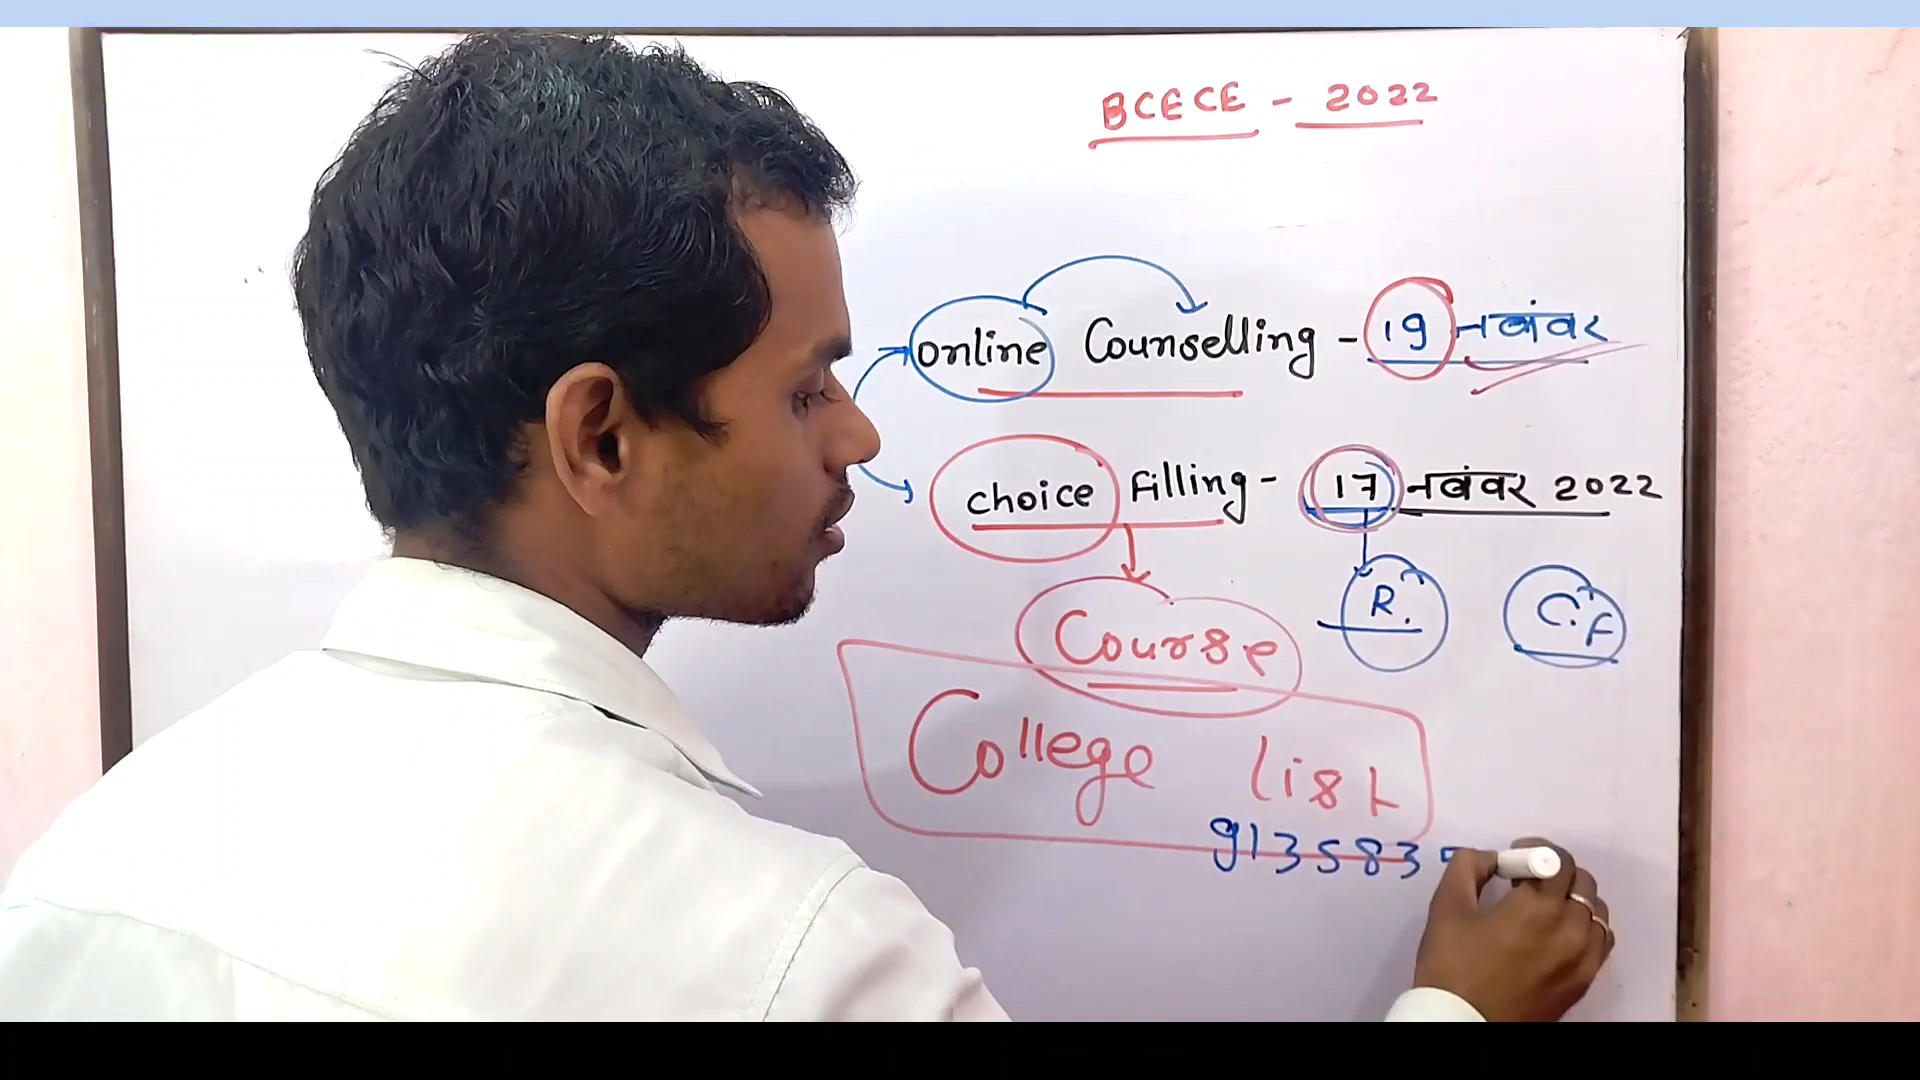 BCECE - 2022
online Counselling - 19 नवंबर
choice Filling - 17 नवंबर 2022
R. C.F
Course
College list
913583